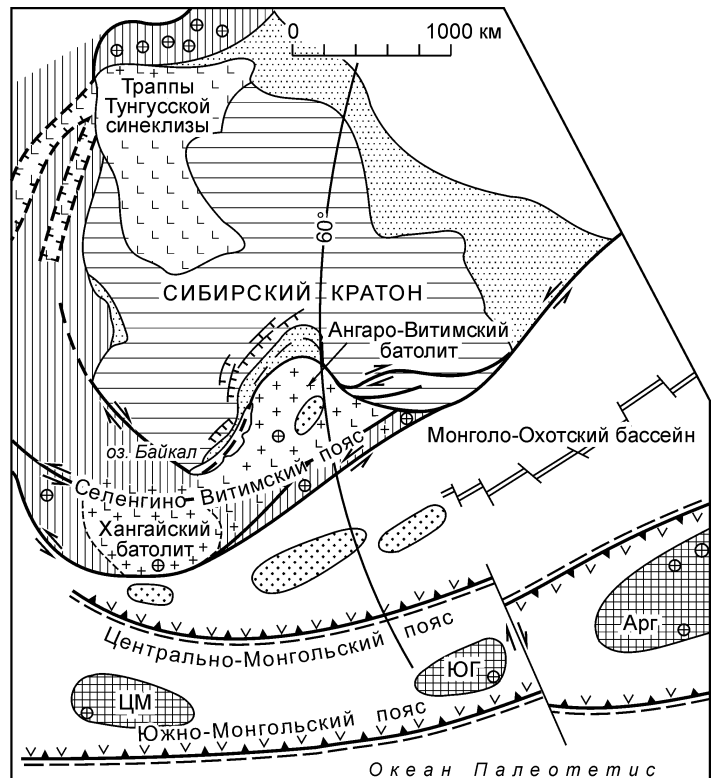 0 1000 км
Траппы
Тунгусской
синеклизы
60°
СИБИРСКИЙ КРАТОН
Ангаро-Витимский
батолит
оз. Байкал
Монголо-Охотский бассейн
Селенгино-Витимский пояс
Хангайский
батолит
Арг
Центрально-Монгольский пояс
ЮГ
ЦМ
Южно-Монгольский пояс
Океан Палеотетис